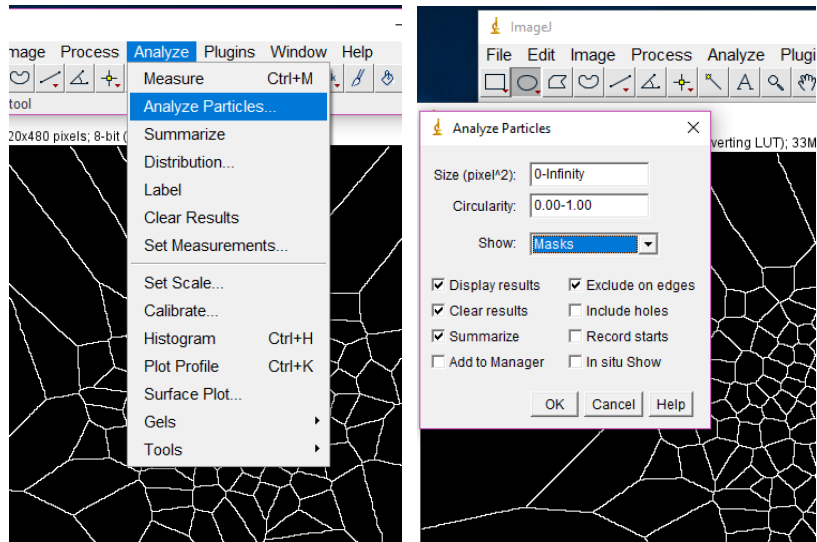 mage Process Analyze Plugins Window Help
tool
20x480 pixels; 8-bit (
Measure Ctrl+M
Analyze Particles...
Summarize
Distribution...
Label
Clear Results
Set Measurements...
Set Scale...
Calibrate...
Histogram Ctrl+H
Plot Profile Ctrl+K
Surface Plot...
Gels
Tools
ImageJ
File Edit Image Process Analyze Plugi
A
verting LUT); 33M
Analyze Particles
Size (pixel^2): 0-Infinity
Circularity: 0.00-1.00
Show: Masks
Display results Exclude on edges
Clear results Include holes
Summarize Record starts
Add to Manager In situ Show
OK Cancel Help